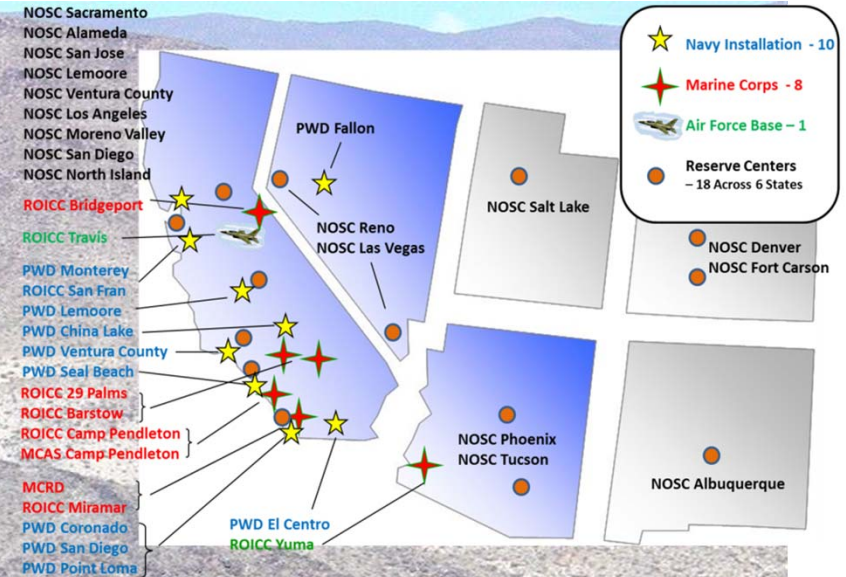 NOSC Sacramento
NOSC Alameda
NOSC San Jose
NOSC Lemoore
NOSC Ventura County
NOSC Los Angeles
NOSC Moreno Valley
NOSC San Diego
NOSC North Island
ROICC Bridgeport
ROICC Travis
PWD Monterey
ROICC San Fran
PWD Lemoore
PWD China Lake
PWD Ventura County
PWD Seal Beach
ROICC 29 Palms
ROICC Barstow
ROICC Camp Pendleton
MCAS Camp Pendleton
MCRD
ROICC Miramar
PWD Coronado
PWD San Diego
PWD Point Loma
PWD Fallon
NOSC Reno
NOSC Las Vegas
PWD El Centro
ROICC Yuma
NOSC Salt Lake
NOSC Phoenix
NOSC Tucson
Navy Installation - 10
Marine Corps - 8
Air Force Base – 1
Reserve Centers
– 18 Across 6 States
NOSC Denver
NOSC Fort Carson
NOSC Albuquerque